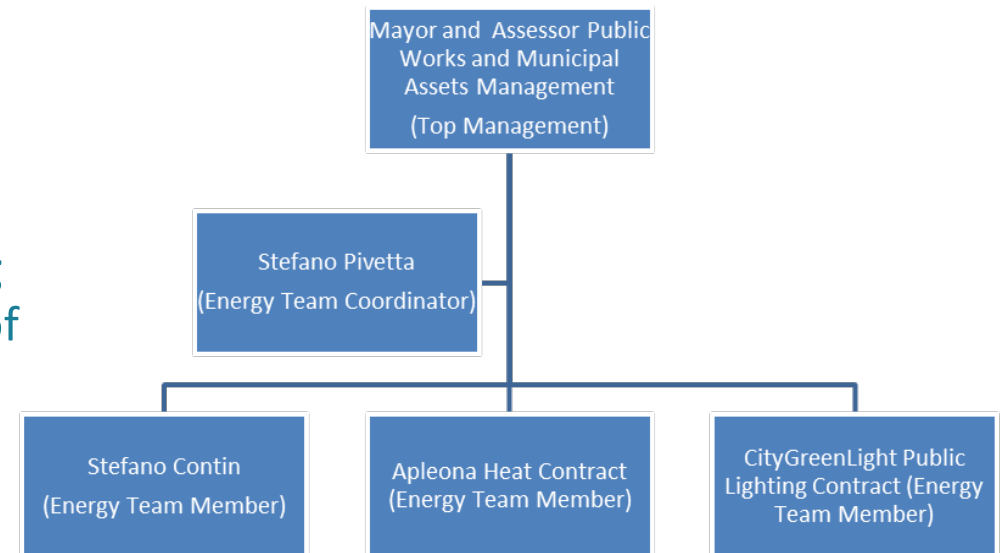 Mayor and Assessor Public
Works and Municipal
Assets Management
(Top Management)
Stefano Pivetta
(Energy Team Coordinator)
of
Stefano Contin
(Energy Team Member)
Apleona Heat Contract
(Energy Team Member)
CityGreenLight Public
Lighting Contract (Energy
Team Member)